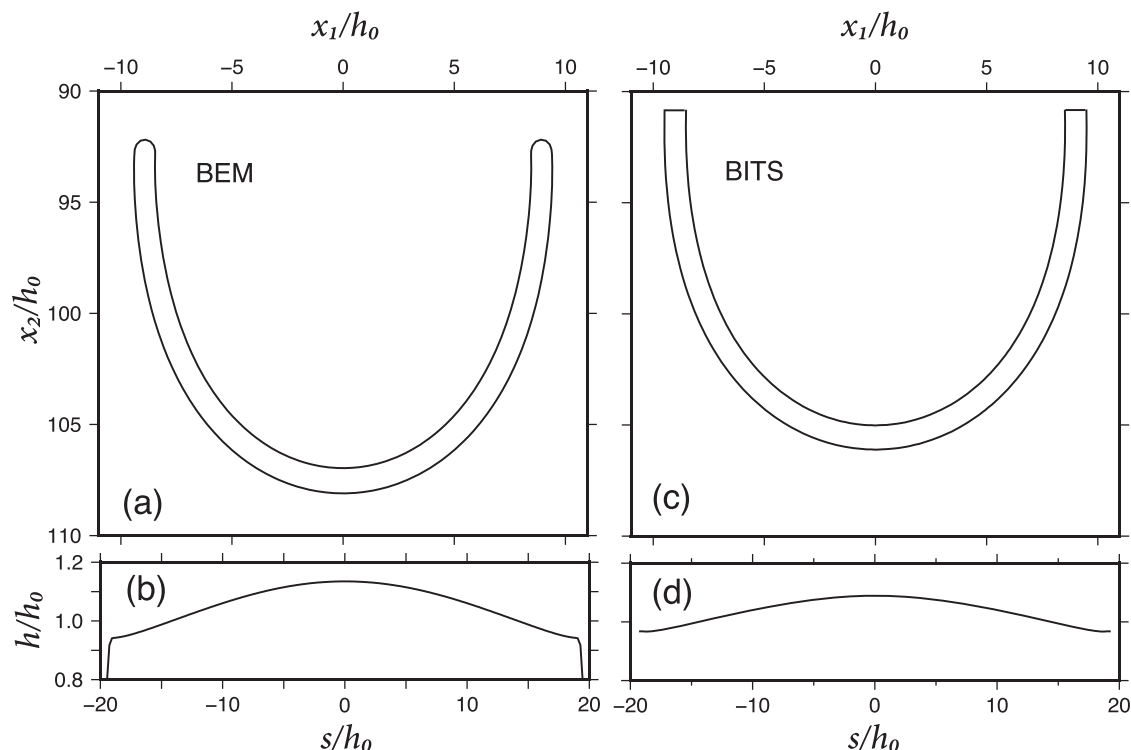 x₁/h₀ x₁/h₀
−10 −5 0 5 10 −10 −5 0 5 10
90
95
100
105
110
x₂/h₀
BEM BITS
(a) (c)
1.2
1.0
0.8
h/h₀
(b) (d)
−20 −10 0 10 20 −20 −10 0 10 20
s/h₀ s/h₀